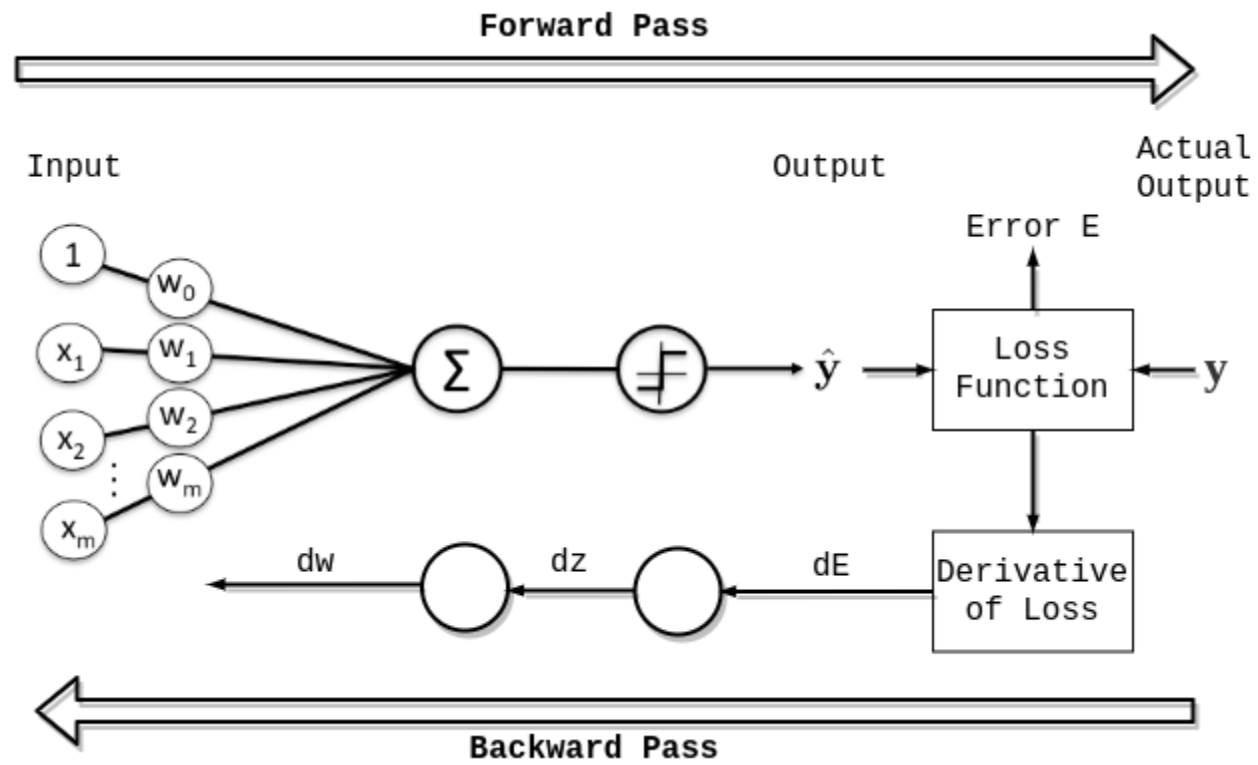 Forward Pass
Input
Output
Actual
Output
Error E
1
w₀
x₁
w₁
x₂
w₂
⋮
xₘ
wₘ
Σ
ŷ
Loss
Function
y
dw
dz
dE
Derivative
of Loss
Backward Pass